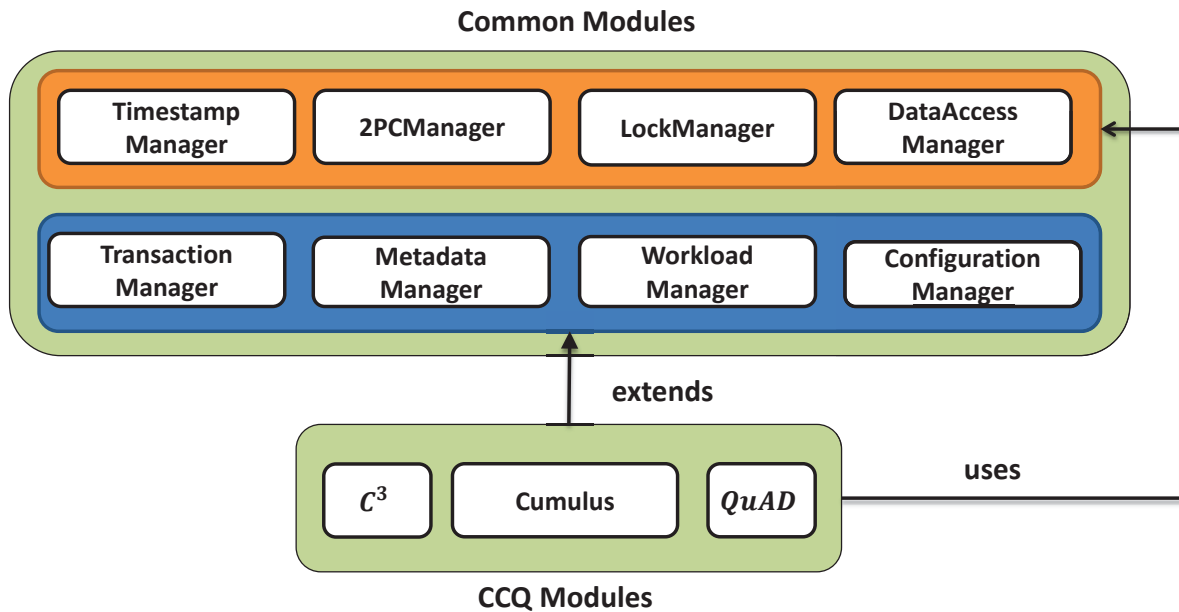 Common Modules
Timestamp
Manager
2PCManager
LockManager
DataAccess
Manager
Transaction
Manager
Metadata
Manager
Workload
Manager
Configuration
Manager
extends
C³
Cumulus
QuAD
uses
CCQ Modules